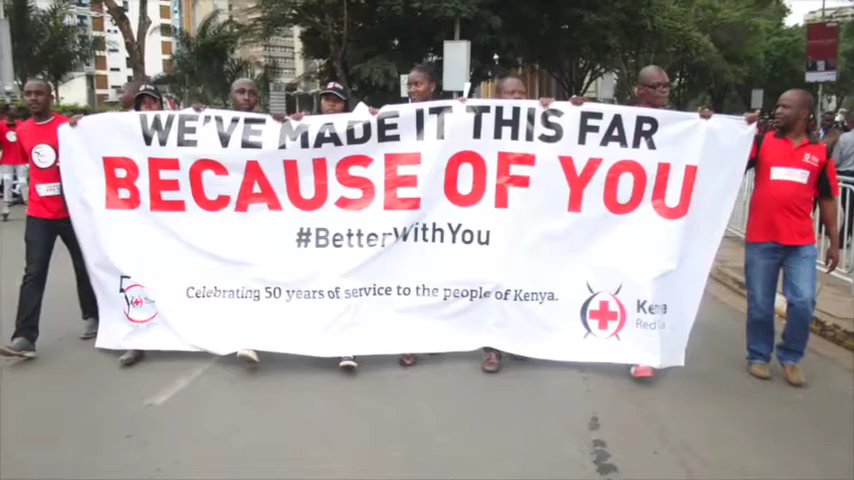 WE'VE MADE IT THIS FAR
BECAUSE OF YOU
#BetterWithYou
Celebrating 50 years of service to the people of Kenya.